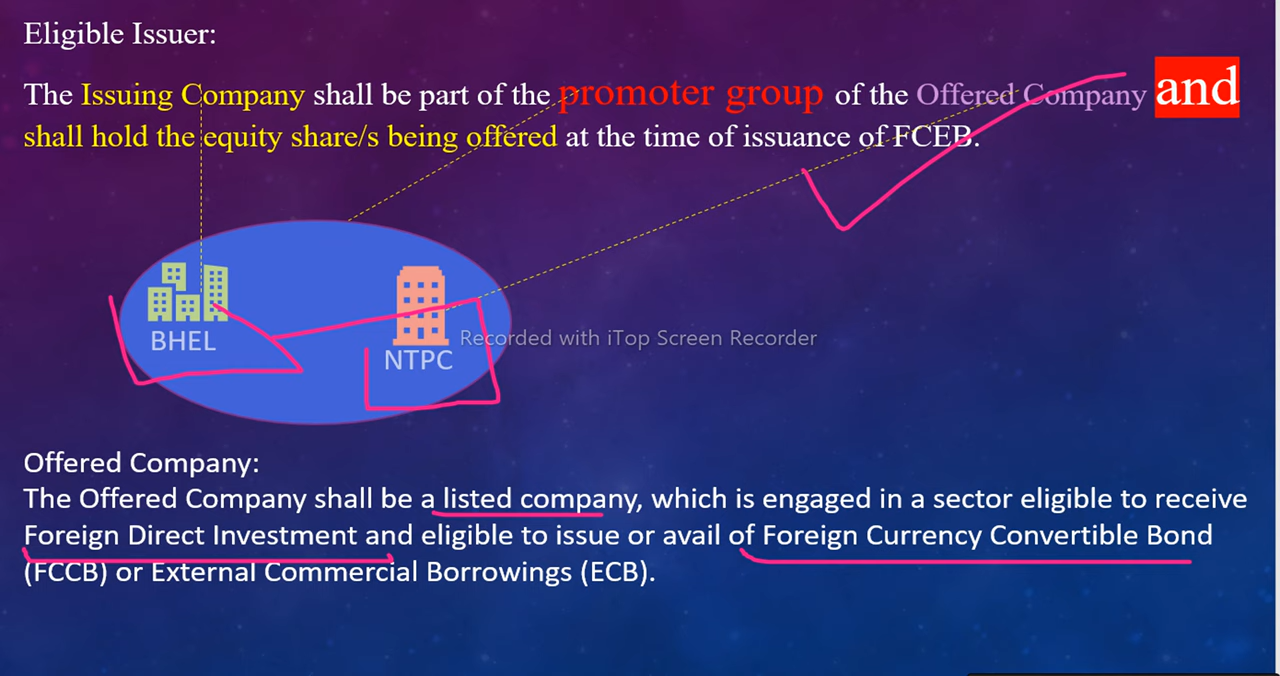 Eligible Issuer:
The Issuing Company shall be part of the promoter group of the Offered Company and
shall hold the equity share/s being offered at the time of issuance of FCEB.
BHEL
Recorded with iTop Screen Recorder
NTPC
Offered Company:
The Offered Company shall be a listed company, which is engaged in a sector eligible to receive
Foreign Direct Investment and eligible to issue or avail of Foreign Currency Convertible Bond
(FCCB) or External Commercial Borrowings (ECB).